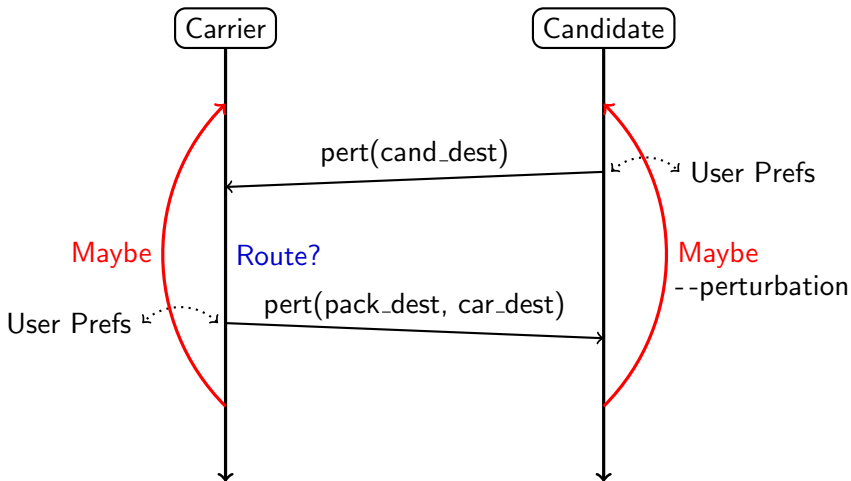 Carrier
Candidate
pert(cand_dest)
User Prefs
Maybe
Route?
Maybe
--perturbation
pert(pack_dest, car_dest)
User Prefs